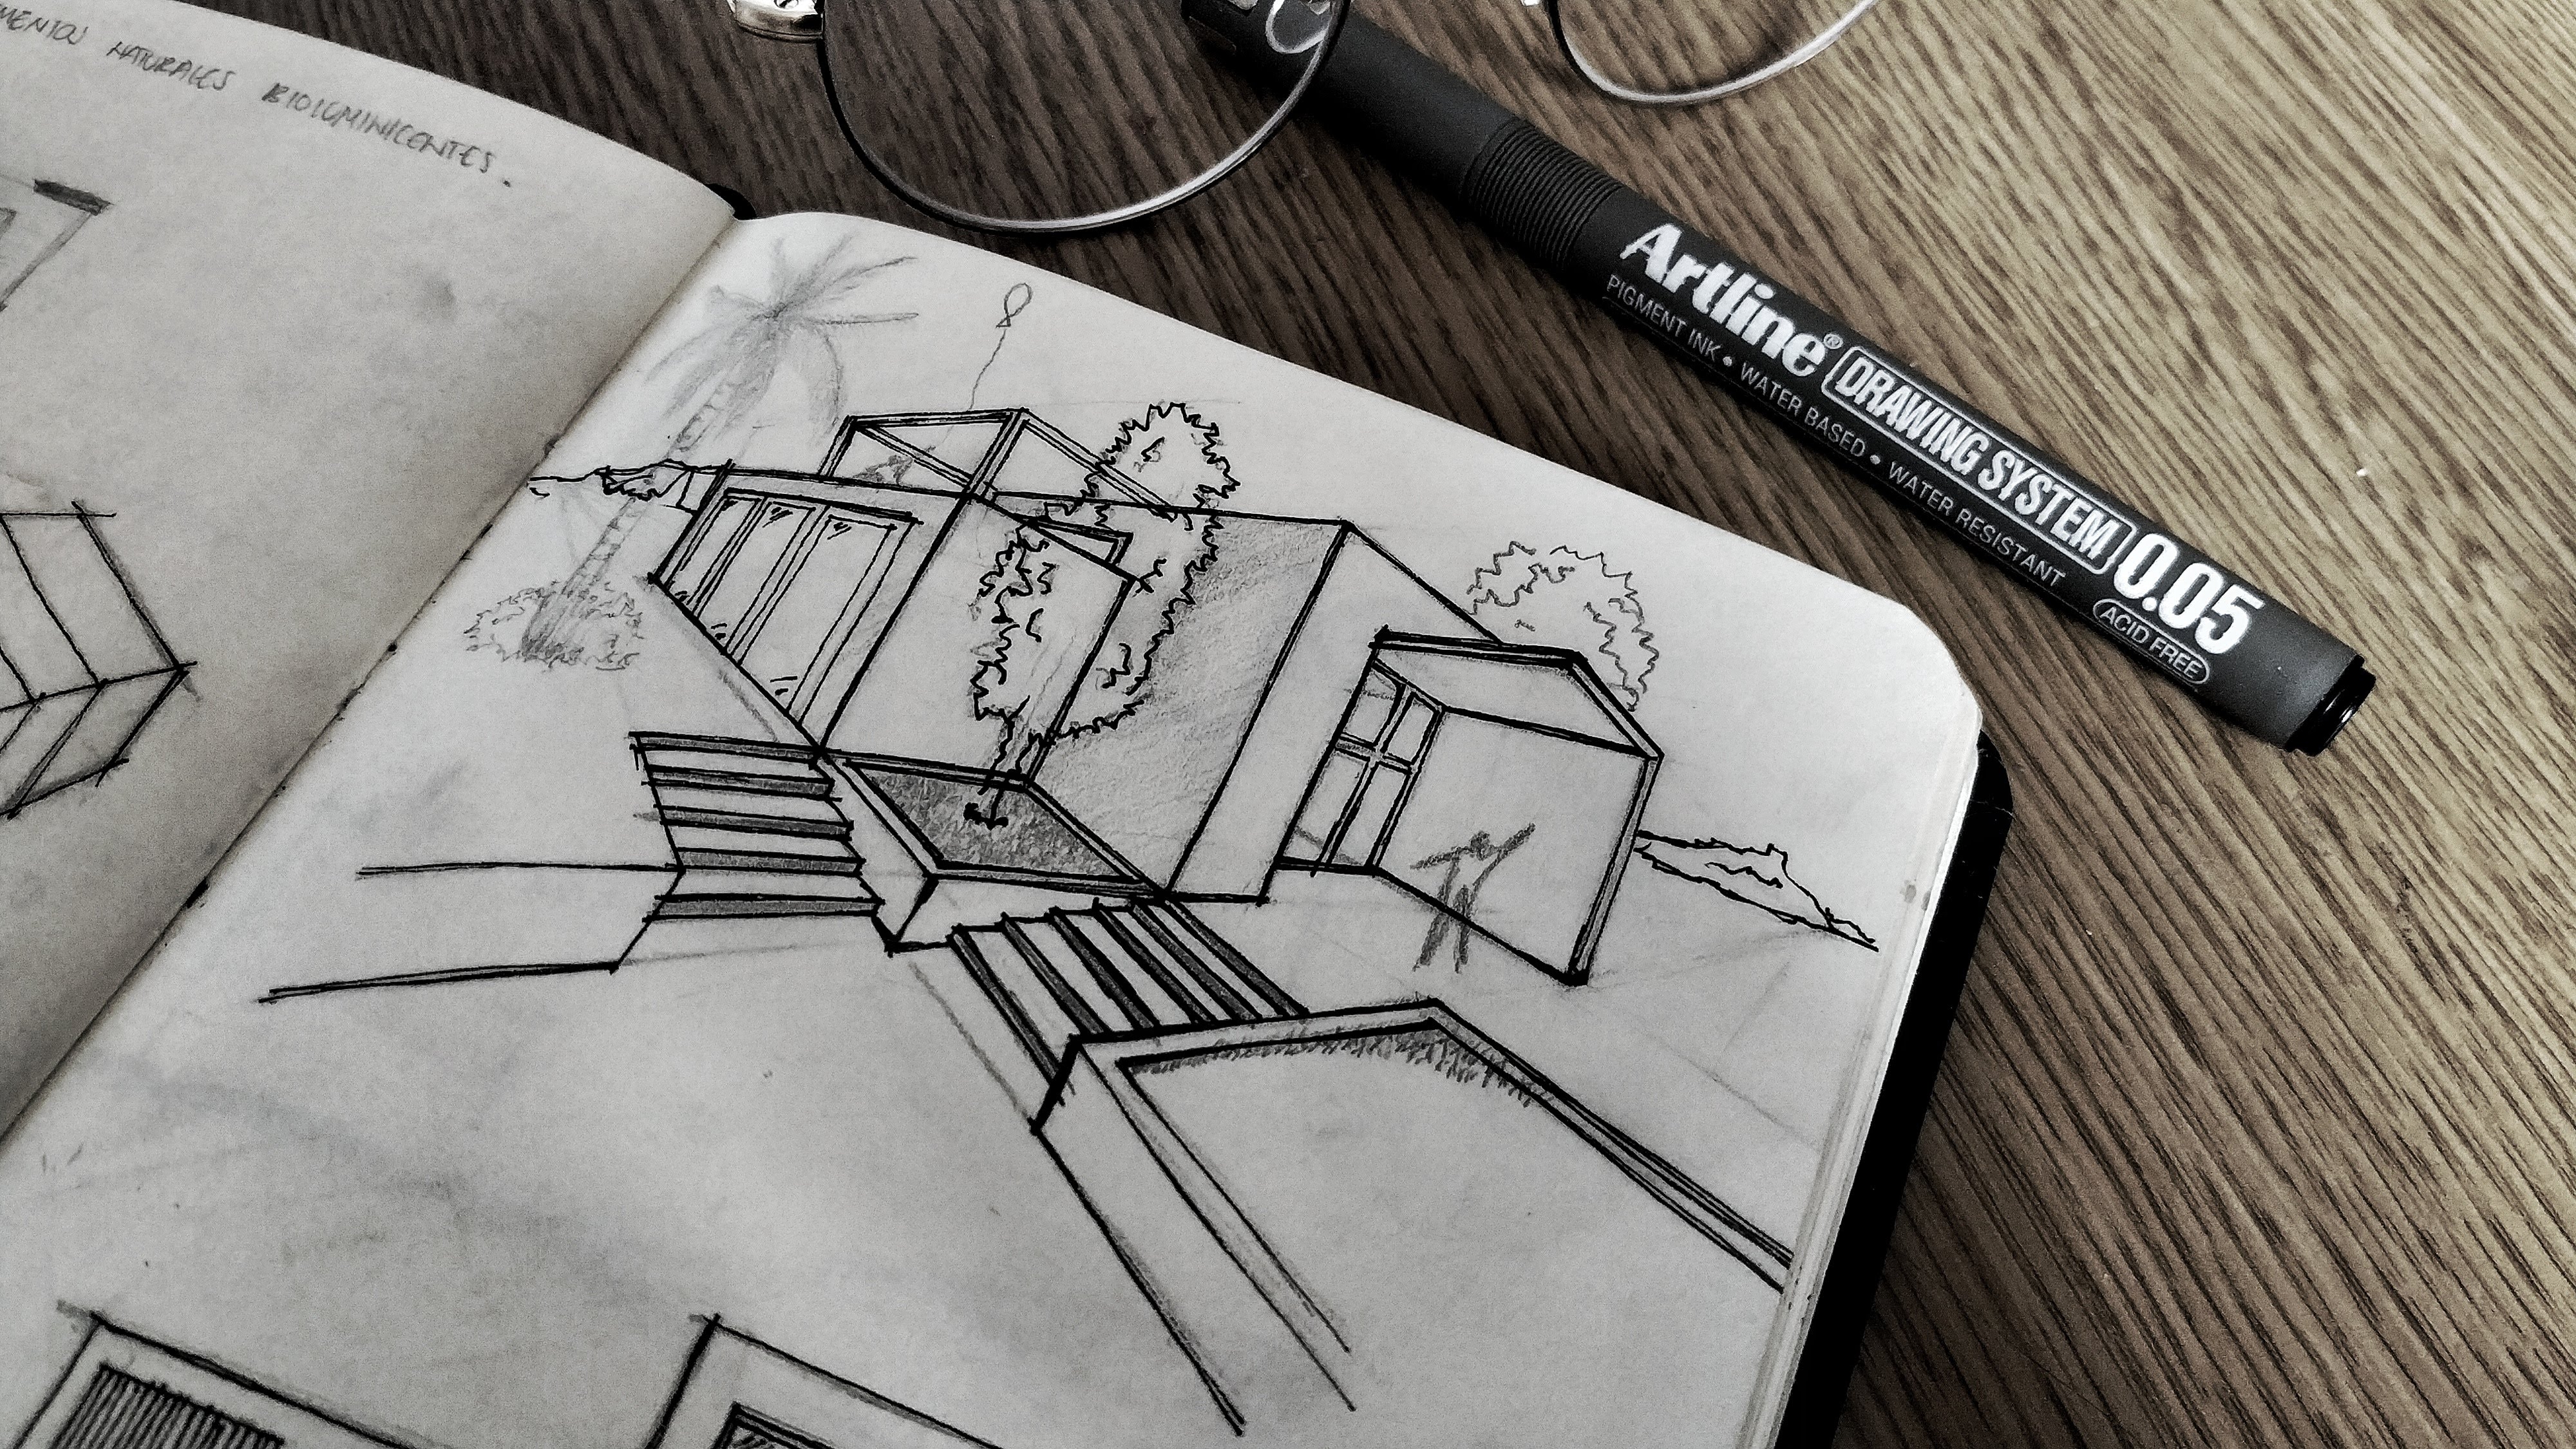 NATURALES BIOLUMINICENTES.
Artline® DRAWING SYSTEM 0.05
PIGMENT INK • WATER BASED • WATER RESISTANT
ACID FREE